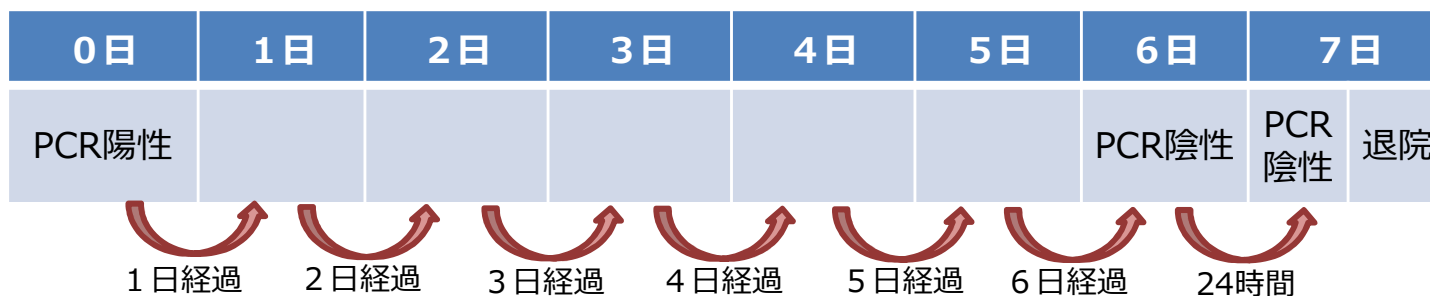 0日 1日 2日 3日 4日 5日 6日 7日
PCR陽性 PCR陰性 PCR陰性 退院
1日経過 2日経過 3日経過 4日経過 5日経過 6日経過 24時間